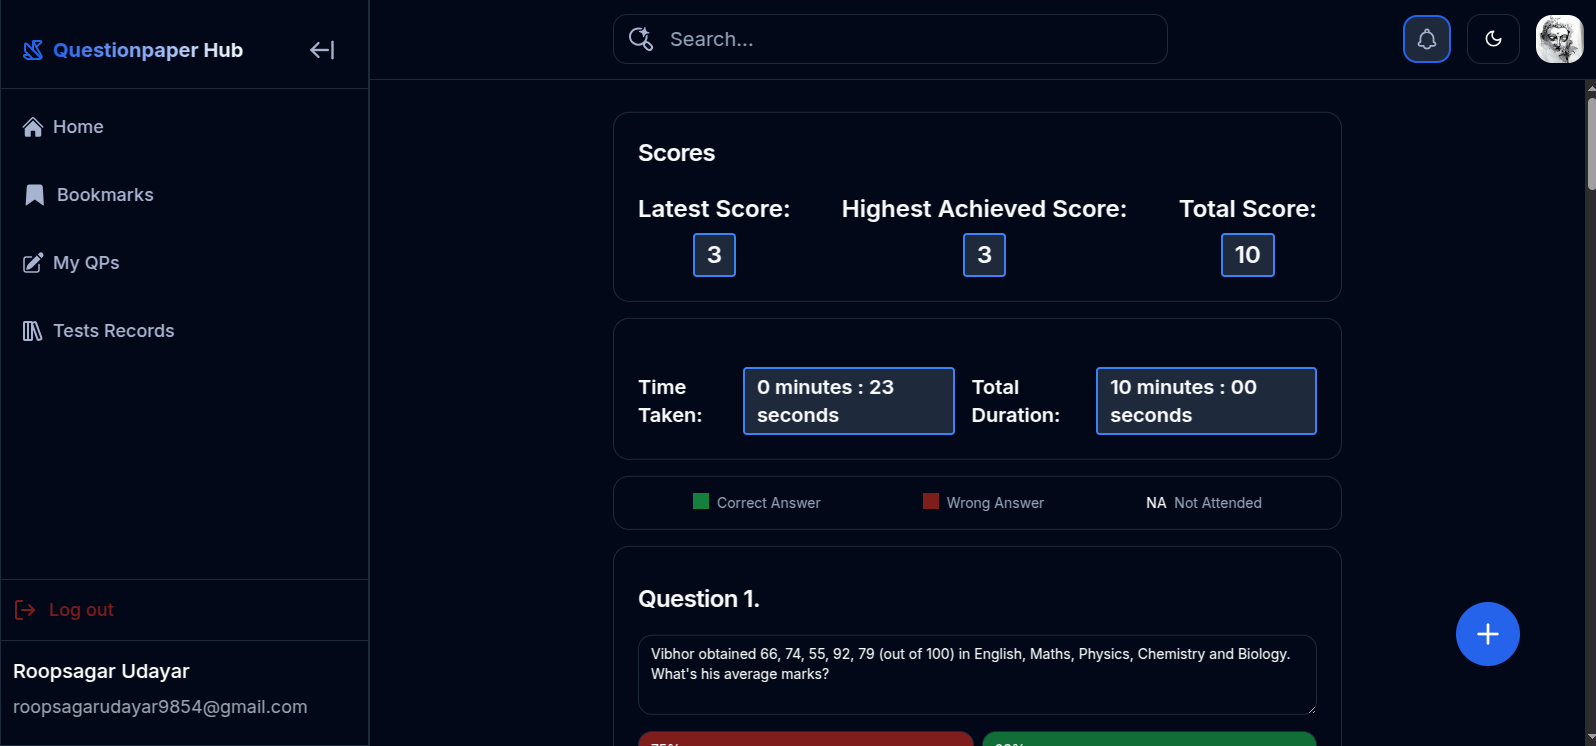 Questionpaper Hub
Search...
Home
Bookmarks
My QPs
Tests Records
Log out
Roopsagar Udayar
roopsagarudayar9854@gmail.com
Scores
Latest Score: Highest Achieved Score: Total Score:
3 3 10
Time Taken:
0 minutes : 23 seconds
Total Duration:
10 minutes : 00 seconds
Correct Answer Wrong Answer NA Not Attended
Question 1.
Vibhor obtained 66, 74, 55, 92, 79 (out of 100) in English, Maths, Physics, Chemistry and Biology.
What's his average marks?